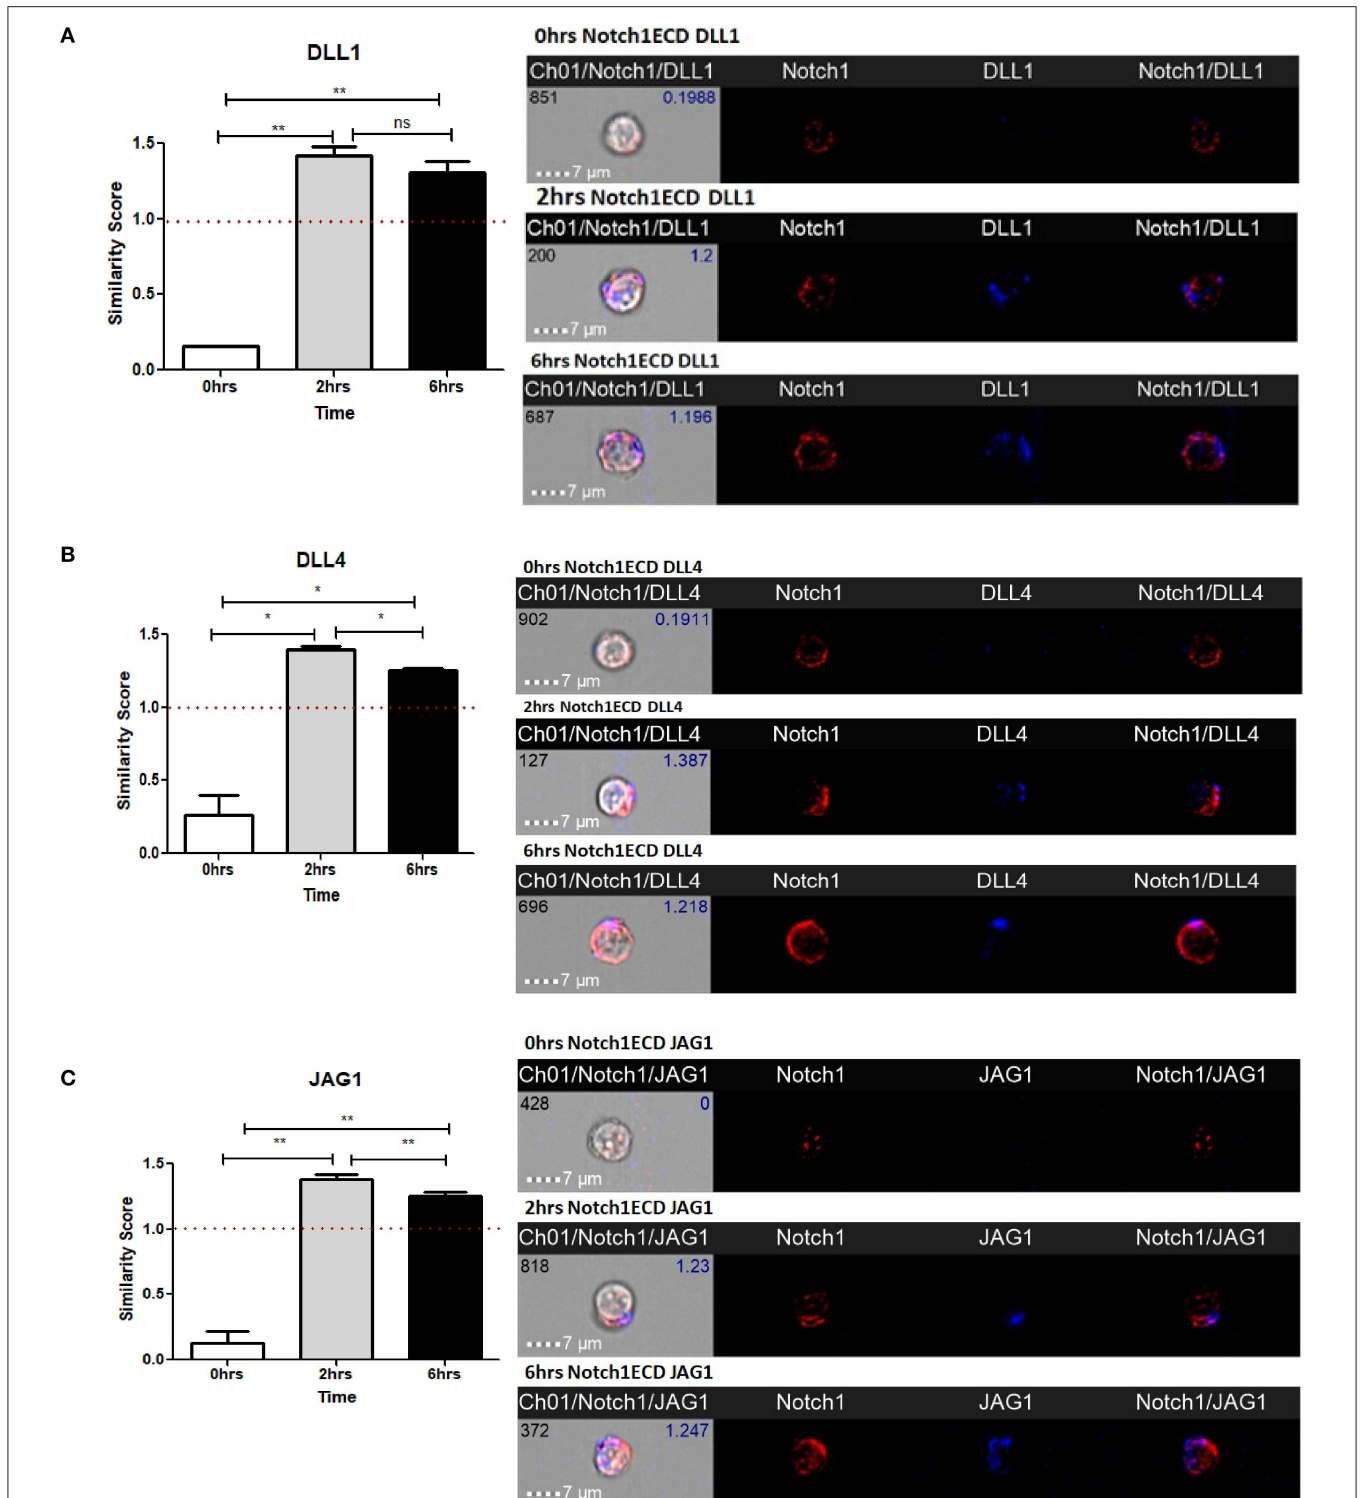 A
DLL1
**
**
ns
1.5
1.0
0.5
0.0
Similarity Score
0hrs
2hrs
6hrs
Time
0hrs Notch1ECD DLL1
Ch01/Notch1/DLL1
Notch1
DLL1
Notch1/DLL1
851
0.1988
7 µm
2hrs Notch1ECD DLL1
Ch01/Notch1/DLL1
Notch1
DLL1
Notch1/DLL1
200
1.2
7 µm
6hrs Notch1ECD DLL1
Ch01/Notch1/DLL1
Notch1
DLL1
Notch1/DLL1
687
1.196
7 µm
B
DLL4
*
*
*
1.5
1.0
0.5
0.0
Similarity Score
0hrs
2hrs
6hrs
Time
0hrs Notch1ECD DLL4
Ch01/Notch1/DLL4
Notch1
DLL4
Notch1/DLL4
902
0.1911
7 µm
2hrs Notch1ECD DLL4
Ch01/Notch1/DLL4
Notch1
DLL4
Notch1/DLL4
127
1.387
7 µm
6hrs Notch1ECD DLL4
Ch01/Notch1/DLL4
Notch1
DLL4
Notch1/DLL4
696
1.218
7 µm
C
JAG1
**
**
**
1.5
1.0
0.5
0.0
Similarity Score
0hrs
2hrs
6hrs
Time
0hrs Notch1ECD JAG1
Ch01/Notch1/JAG1
Notch1
JAG1
Notch1/JAG1
428
0
7 µm
2hrs Notch1ECD JAG1
Ch01/Notch1/JAG1
Notch1
JAG1
Notch1/JAG1
818
1.23
7 µm
6hrs Notch1ECD JAG1
Ch01/Notch1/JAG1
Notch1
JAG1
Notch1/JAG1
372
1.247
7 µm